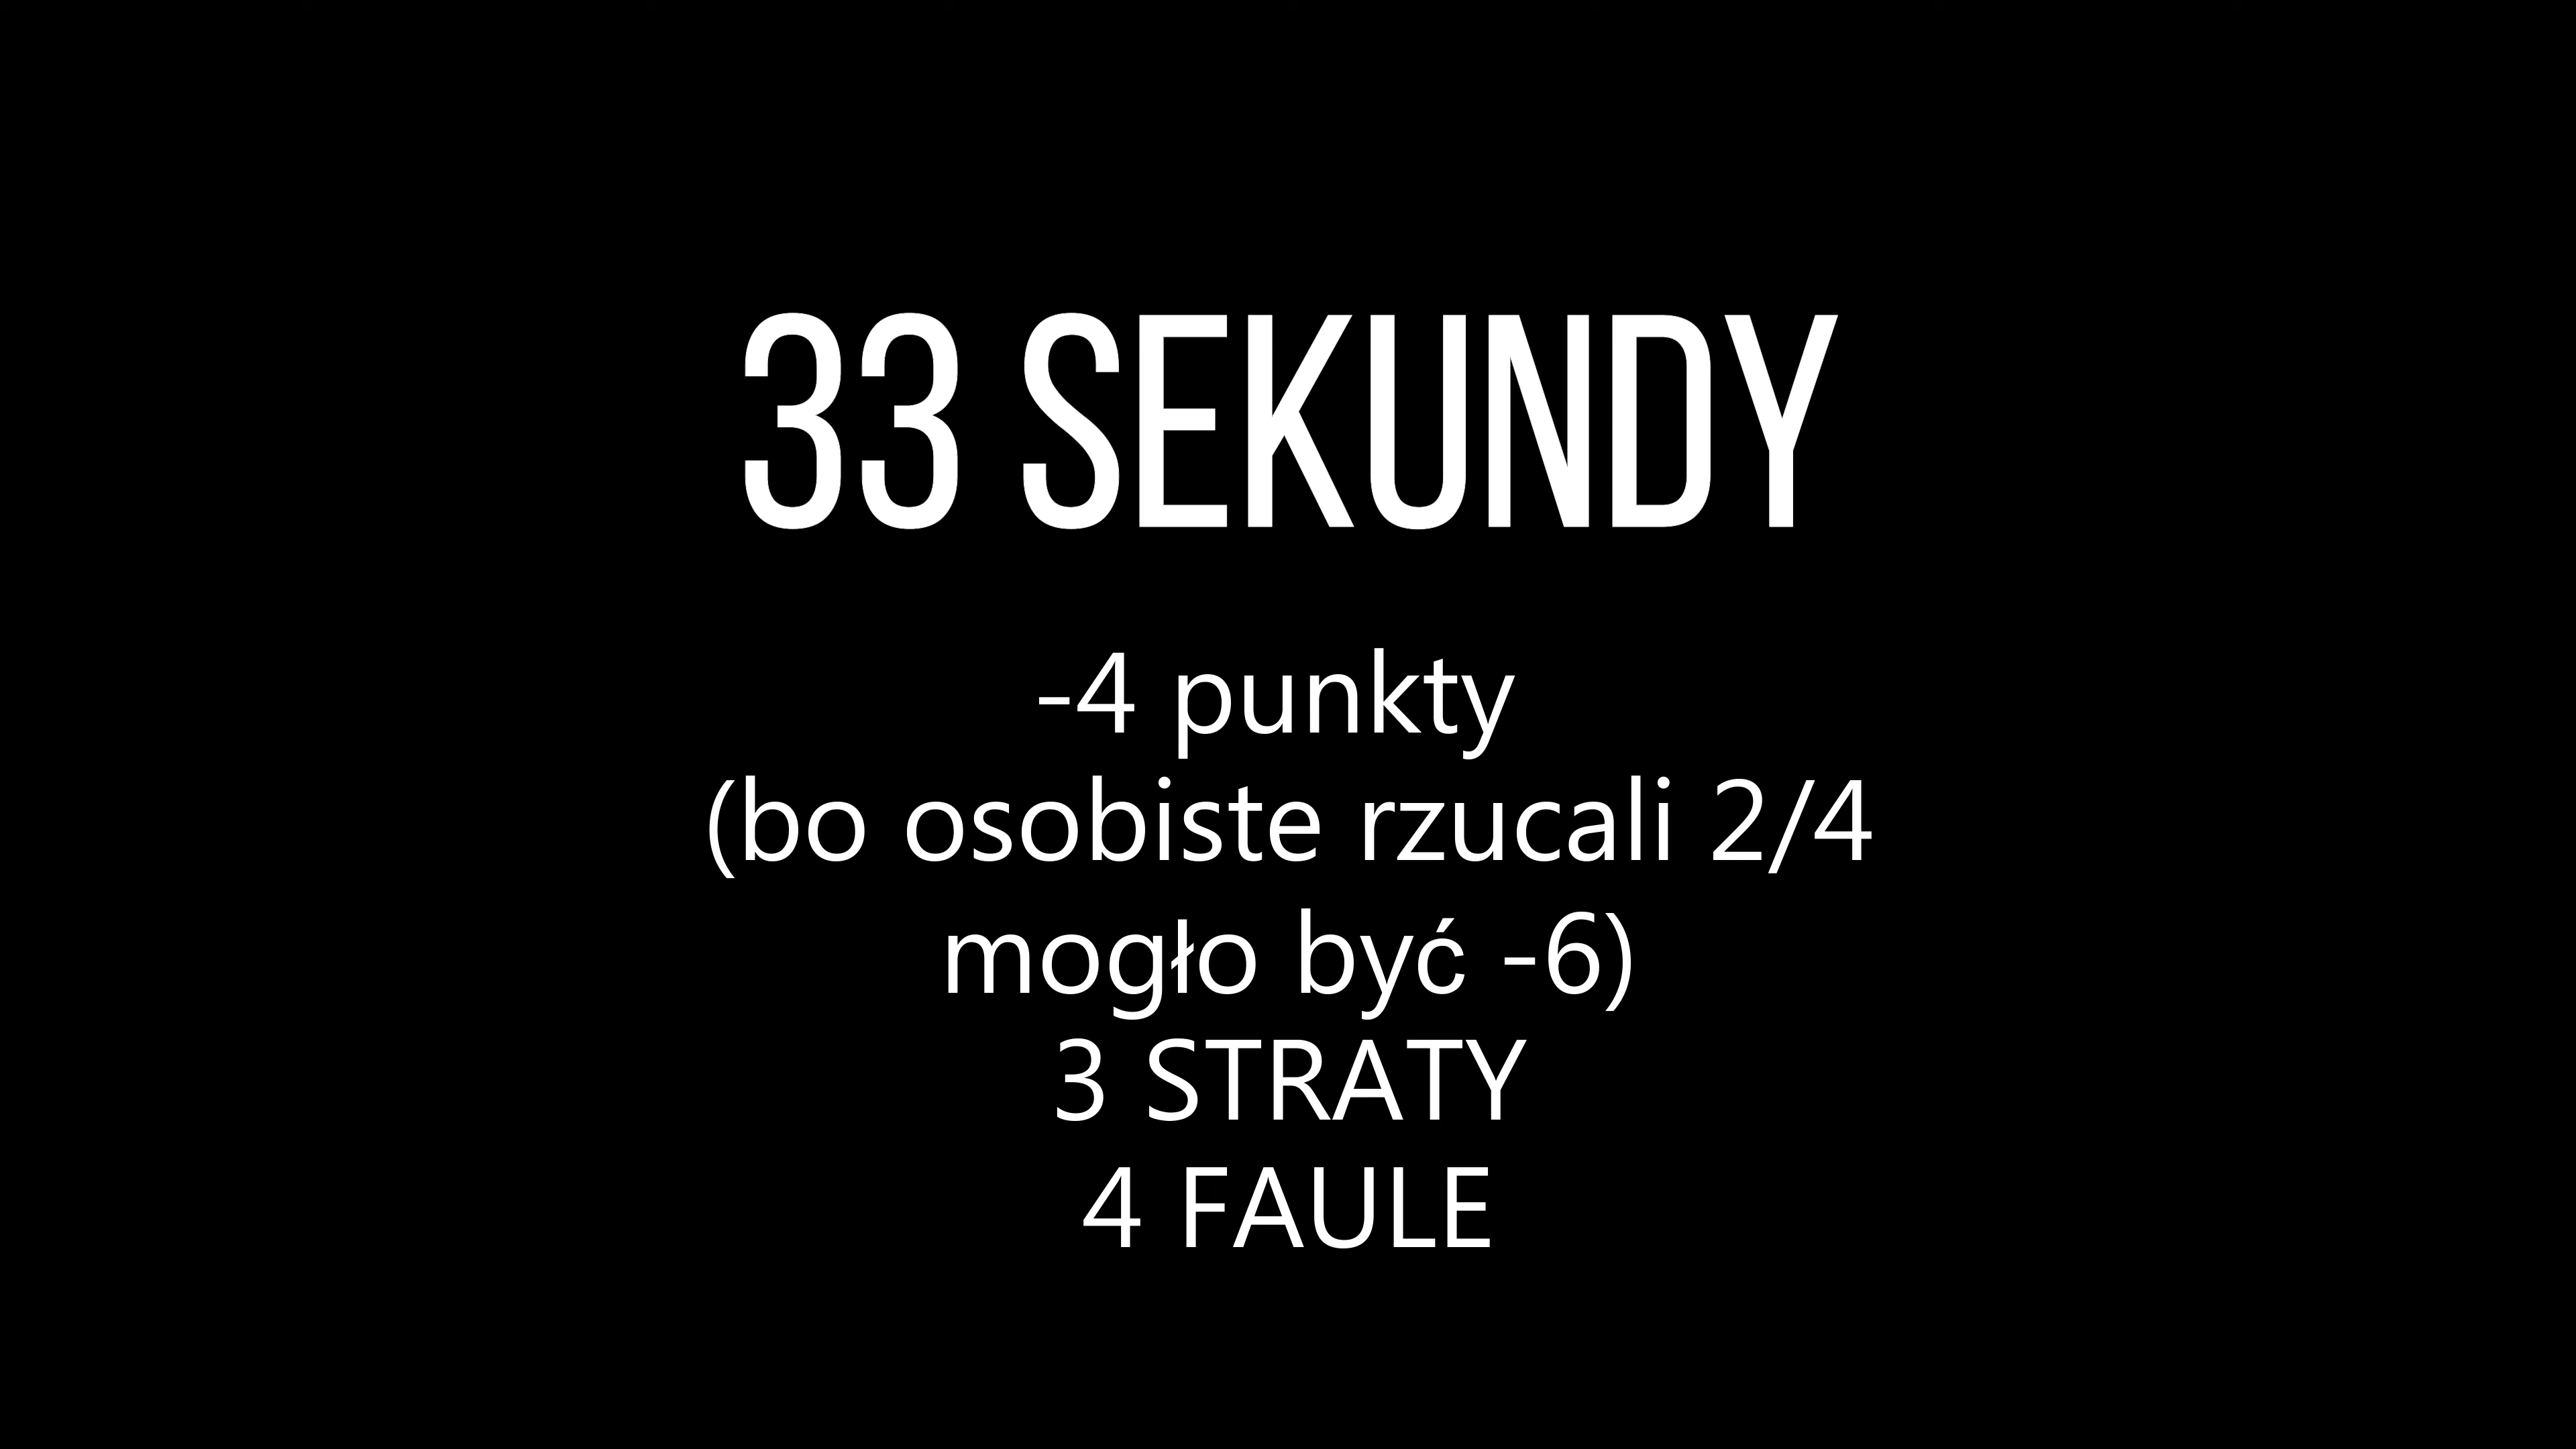 33 SEKUNDY
-4 punkty
(bo osobiste rzucali 2/4
mogło być -6)
3 STRATY
4 FAULE